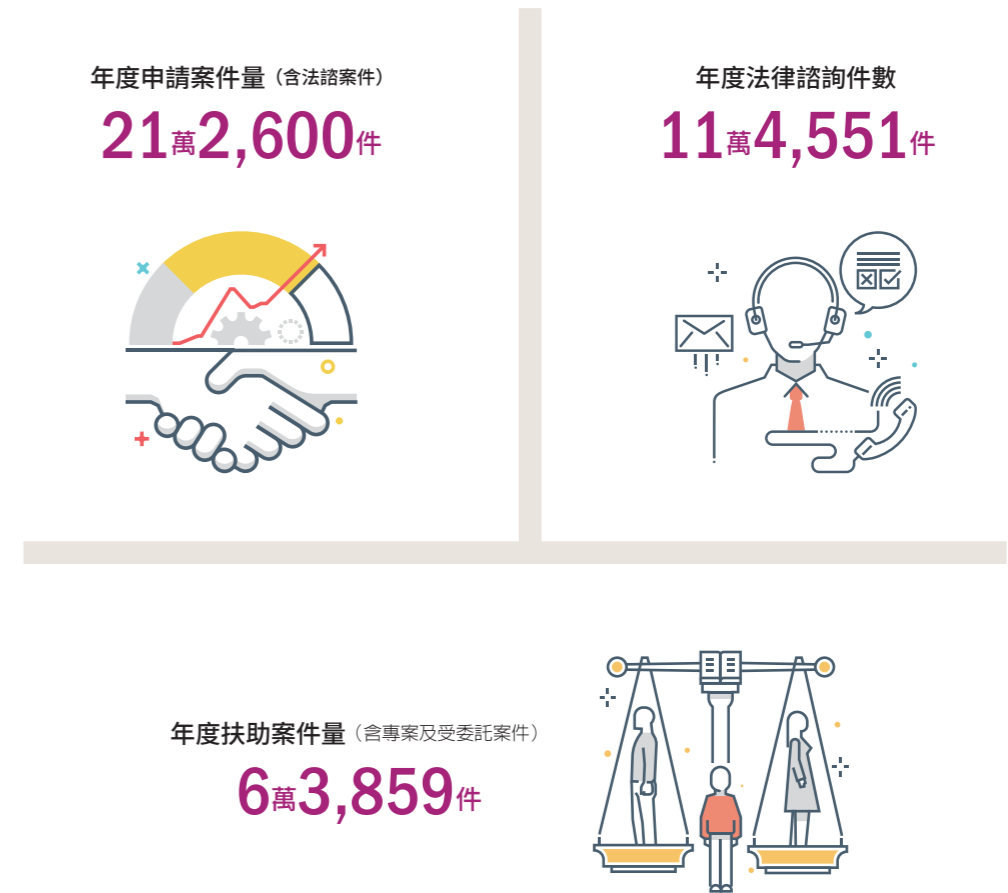 年度申請案件量（含法諮案件）
21萬2,600件
年度法律諮詢件數
11萬4,551件
年度扶助案件量（含專案及受委託案件）
6萬3,859件